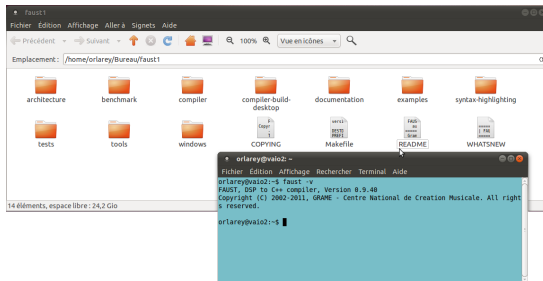 faust1
Fichier Edition Affichage Aller à Signets Aide
Précédent Suivant 100% Vue en icônes
Emplacement : /home/orlarey/Bureau/faust1
architecture benchmark compiler compiler-build-desktop documentation examples syntax-highlighting
tests tools windows COPYING Makefile README WHATSNEW
14 éléments, espace libre : 24,2 Gio
orlarey@vaio2: ~
Fichier Édition Affichage Rechercher Terminal Aide
orlarey@vaio2:~$ faust -v
FAUST, DSP to C++ compiler, Version 0.9.40
Copyright (C) 2002-2011, GRAME - Centre National de Creation Musicale. All right
s reserved.
orlarey@vaio2:~$